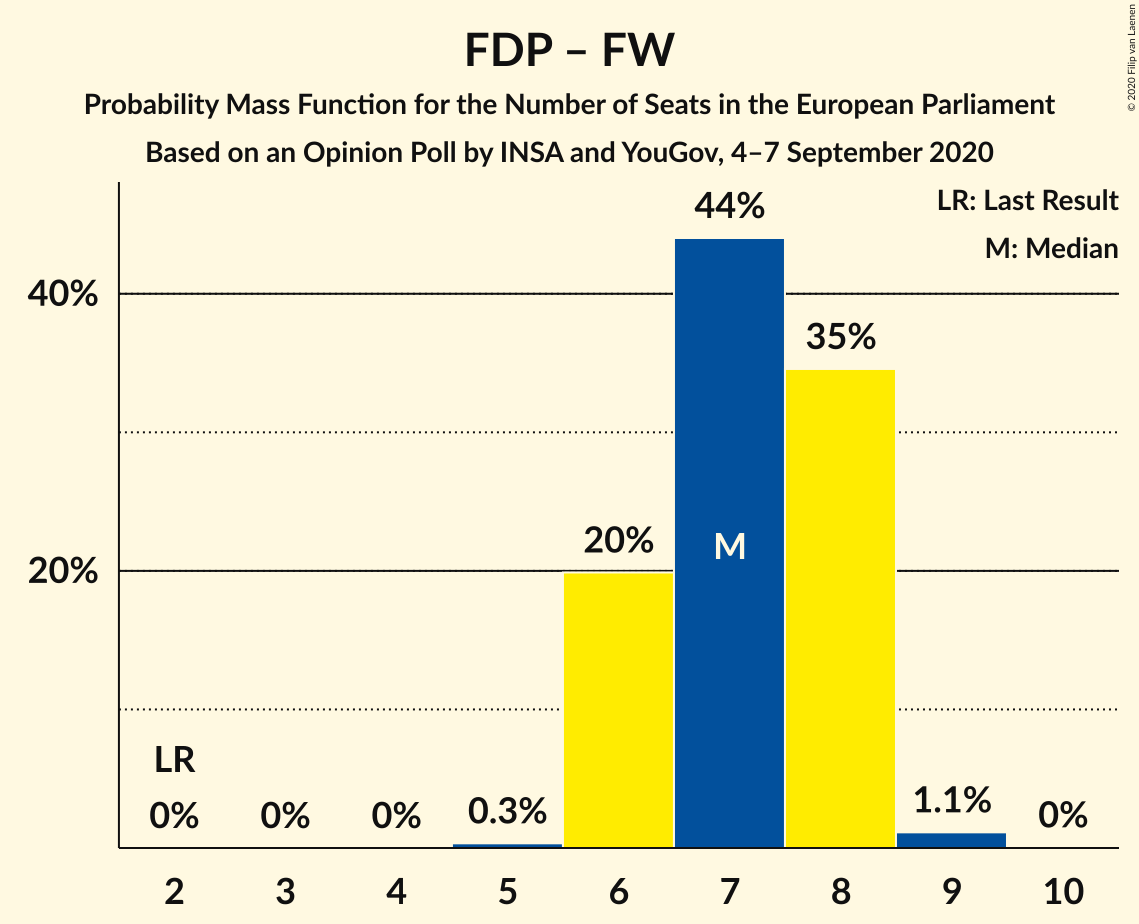 FDP – FW
Probability Mass Function for the Number of Seats in the European Parliament
Based on an Opinion Poll by INSA and YouGov, 4–7 September 2020
© 2020 Filip van Laenen
LR: Last Result
M: Median
44%
40%
35%
20%
M
20%
LR
0%
0%
0%
0.3%
1.1%
0%
2 3 4 5 6 7 8 9 10